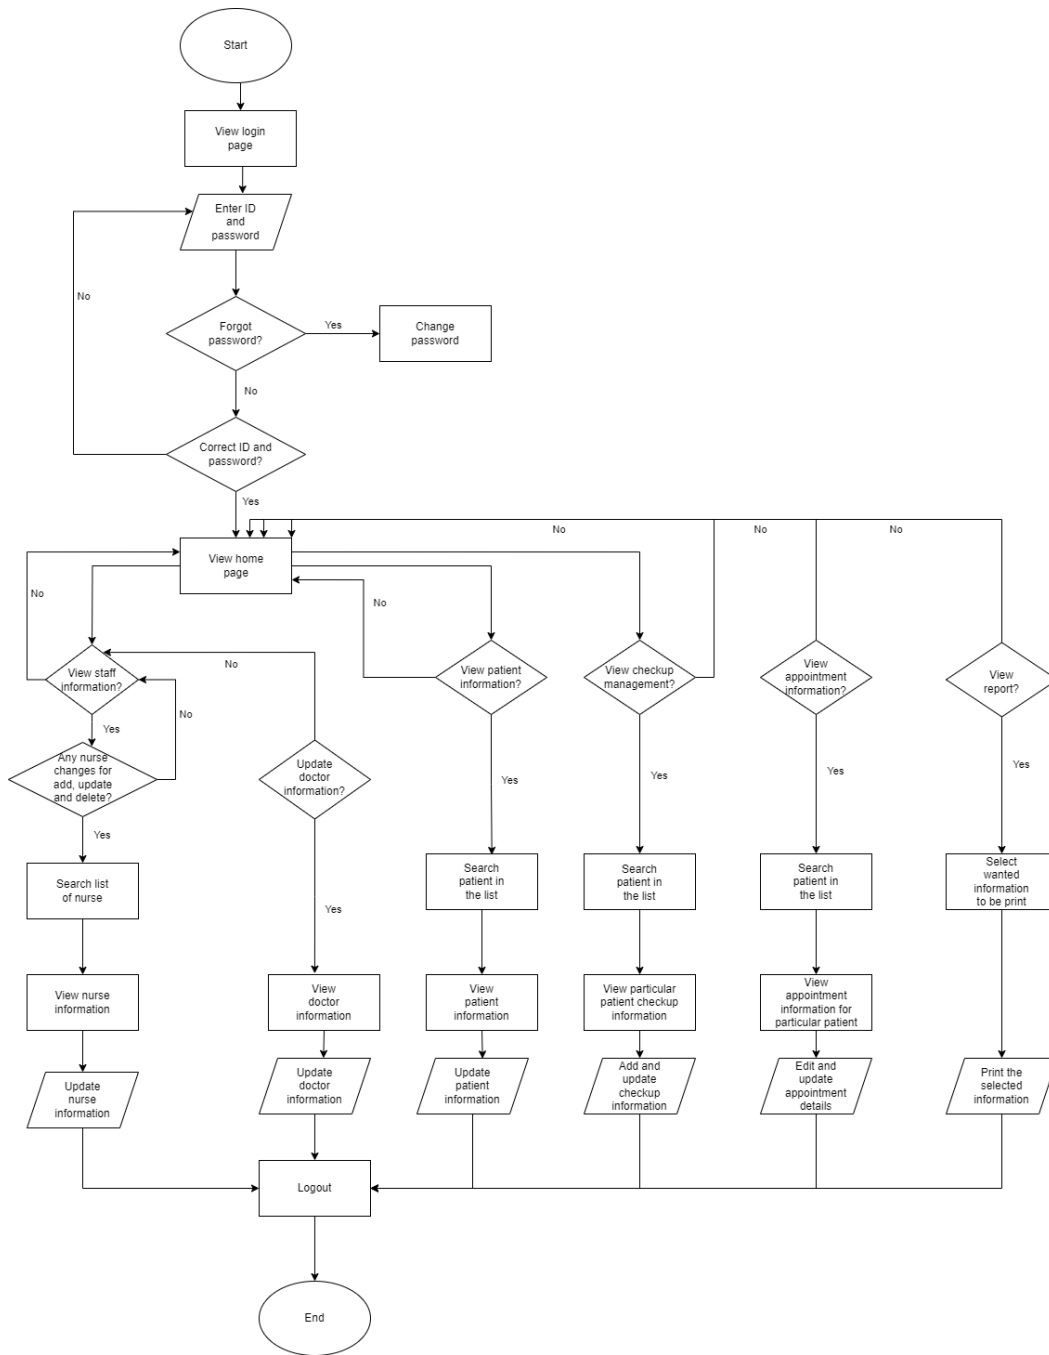 Start
View login
page
Enter ID
and
password
No
Forgot
password?
Yes
Change
password
No
Correct ID and
password?
Yes
No
No
No
View home
page
No
No
View staff
information?
No
View patient
information?
View checkup
management?
View
appointment
information?
View
report?
Yes
No
Any nurse
changes for
add, update
and delete?
Update
doctor
information?
Yes
Yes
Yes
Yes
Yes
Search list
of nurse
Search
patient in
the list
Search
patient in
the list
Search
patient in
the list
Select
wanted
information
to be print
Yes
View nurse
information
View
doctor
information
View
patient
information
View particular
patient checkup
information
View
appointment
information for
particular patient
Update
nurse
information
Update
doctor
information
Update
patient
information
Add and
update
checkup
information
Edit and
update
appointment
details
Print the
selected
information
Logout
End